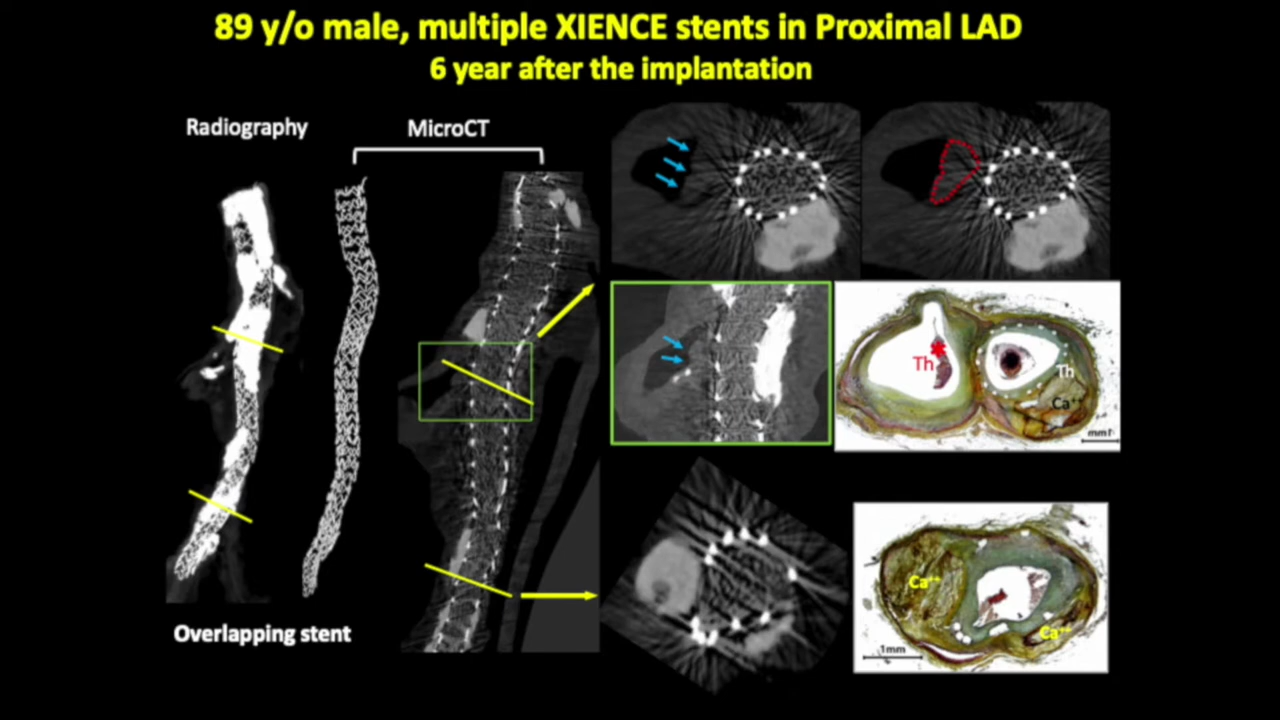 89 y/o male, multiple XIENCE stents in Proximal LAD
6 year after the implantation
Radiography
MicroCT
Th
Th
Ca++
mm1
Ca++
Ca++
1mm
Overlapping stent